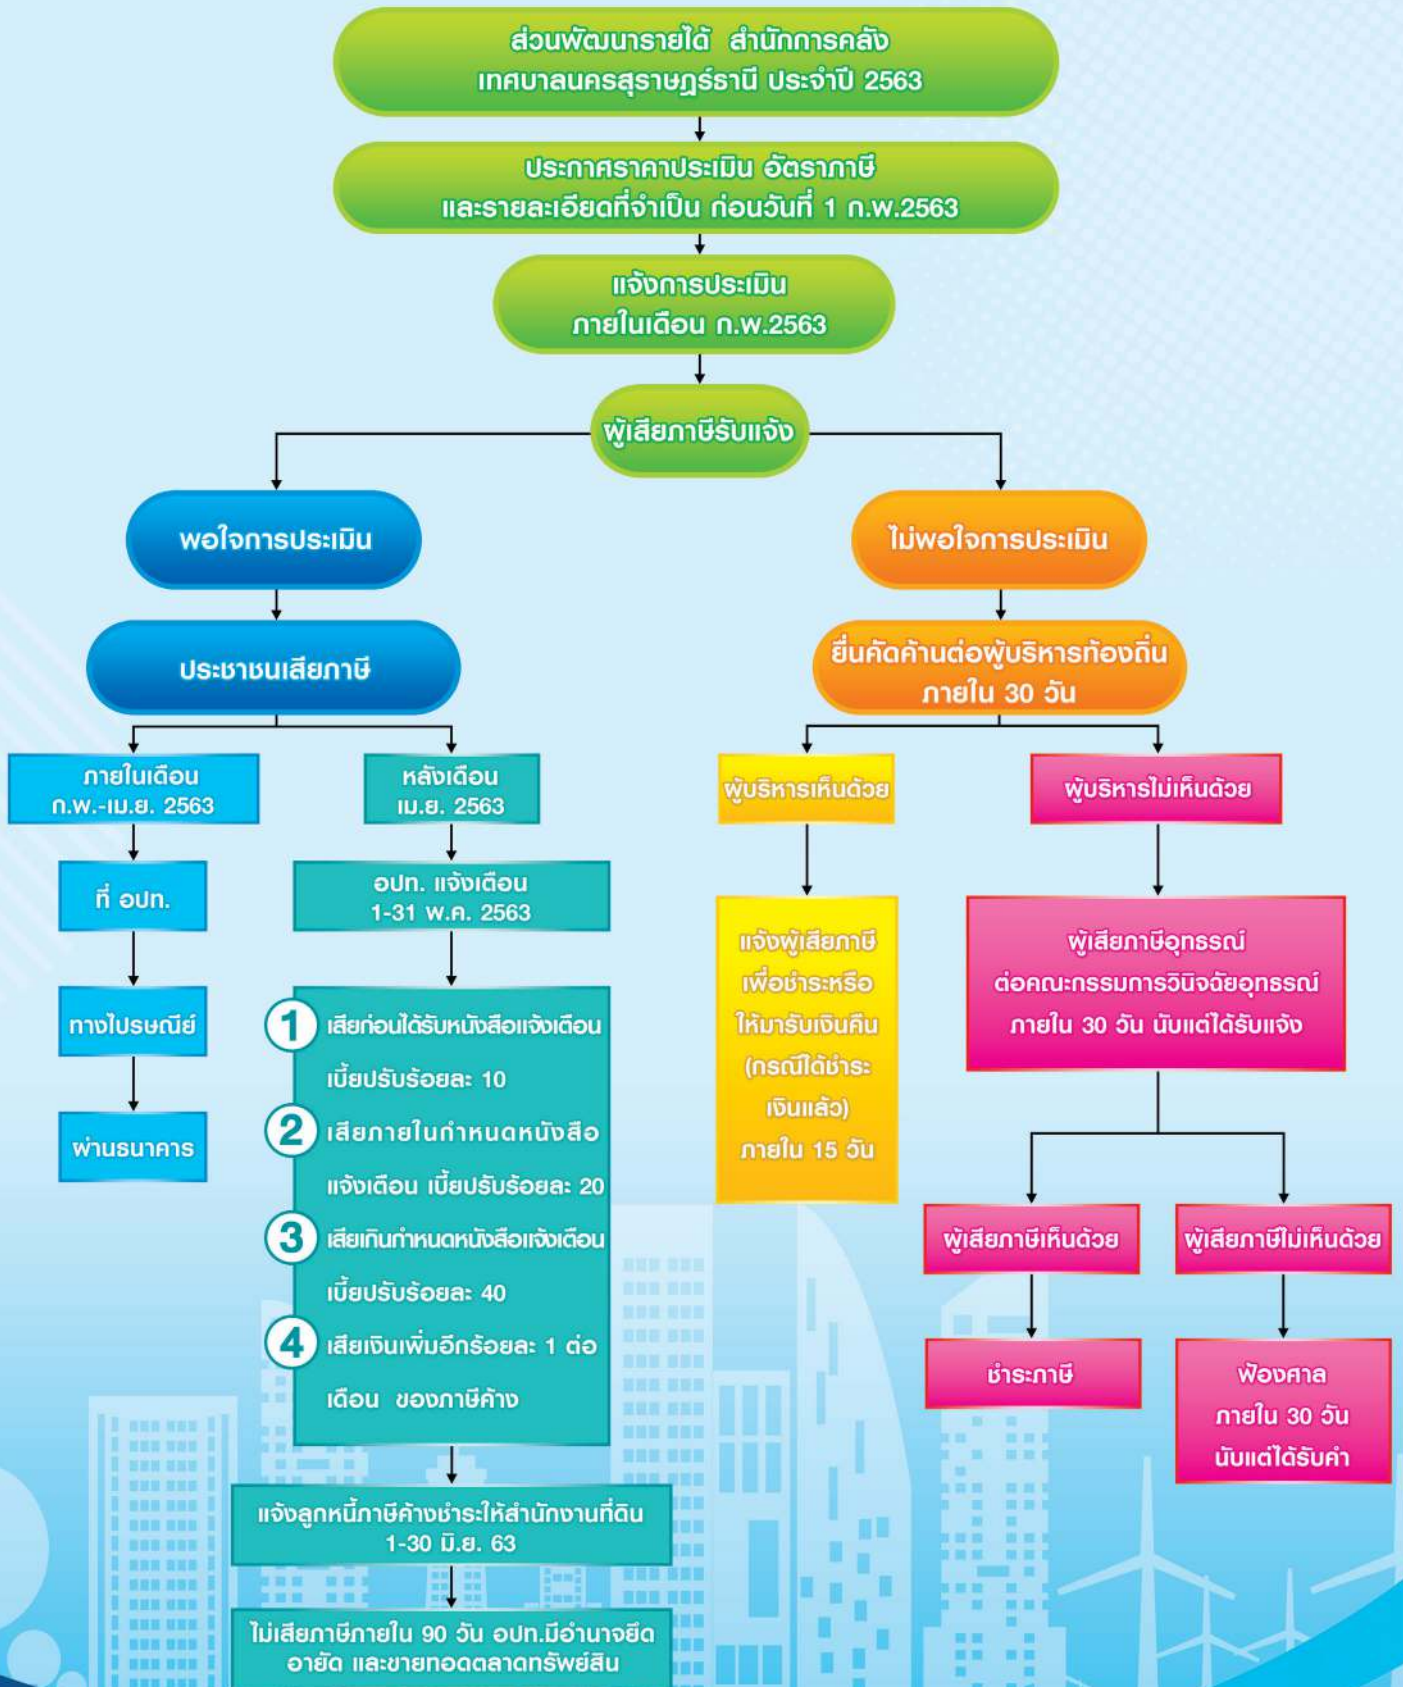 ส่วนพัฒนารายได้ สำนักการคลัง
เทศบาลนครสุราษฎร์ธานี ประจำปี 2563
ประกาศราคาประเมิน อัตราภาษี
และรายละเอียดที่จำเป็น ก่อนวันที่ 1 ก.พ.2563
แจ้งการประเมิน
ภายในเดือน ก.พ.2563
ผู้เสียภาษีรับแจ้ง
พอใจการประเมิน
ประชาชนเสียภาษี
ภายในเดือน
ก.พ.-เม.ย. 2563
ที่ อปท.
ทางไปรษณีย์
ผ่านธนาคาร
หลังเดือน
เม.ย. 2563
อปท. แจ้งเตือน
1-31 พ.ค. 2563
1 เสียก่อนได้รับหนังสือแจ้งเตือน
เบี้ยปรับร้อยละ 10
2 เสียภายในกำหนดหนังสือ
แจ้งเตือน เบี้ยปรับร้อยละ 20
3 เสียเกินกำหนดหนังสือแจ้งเตือน
เบี้ยปรับร้อยละ 40
4 เสียเงินเพิ่มอีกร้อยละ 1 ต่อ
เดือน ของภาษีค้าง
แจ้งลูกหนี้ภาษีค้างชำระให้สำนักงานที่ดิน
1-30 มิ.ย. 63
ไม่เสียภาษีภายใน 90 วัน อปท.มีอำนาจยึด
อายัด และขายทอดตลาดทรัพย์สิน
ไม่พอใจการประเมิน
ยื่นคัดค้านต่อผู้บริหารท้องถิ่น
ภายใน 30 วัน
ผู้บริหารเห็นด้วย
แจ้งผู้เสียภาษี
เพื่อชำระหรือ
ให้มารับเงินคืน
(กรณีได้ชำระ
เงินแล้ว)
ภายใน 15 วัน
ผู้บริหารไม่เห็นด้วย
ผู้เสียภาษีอุทธรณ์
ต่อคณะกรรมการวินิจฉัยอุทธรณ์
ภายใน 30 วัน นับแต่ได้รับแจ้ง
ผู้เสียภาษีเห็นด้วย
ชำระภาษี
ผู้เสียภาษีไม่เห็นด้วย
ฟ้องศาล
ภายใน 30 วัน
นับแต่ได้รับคำ